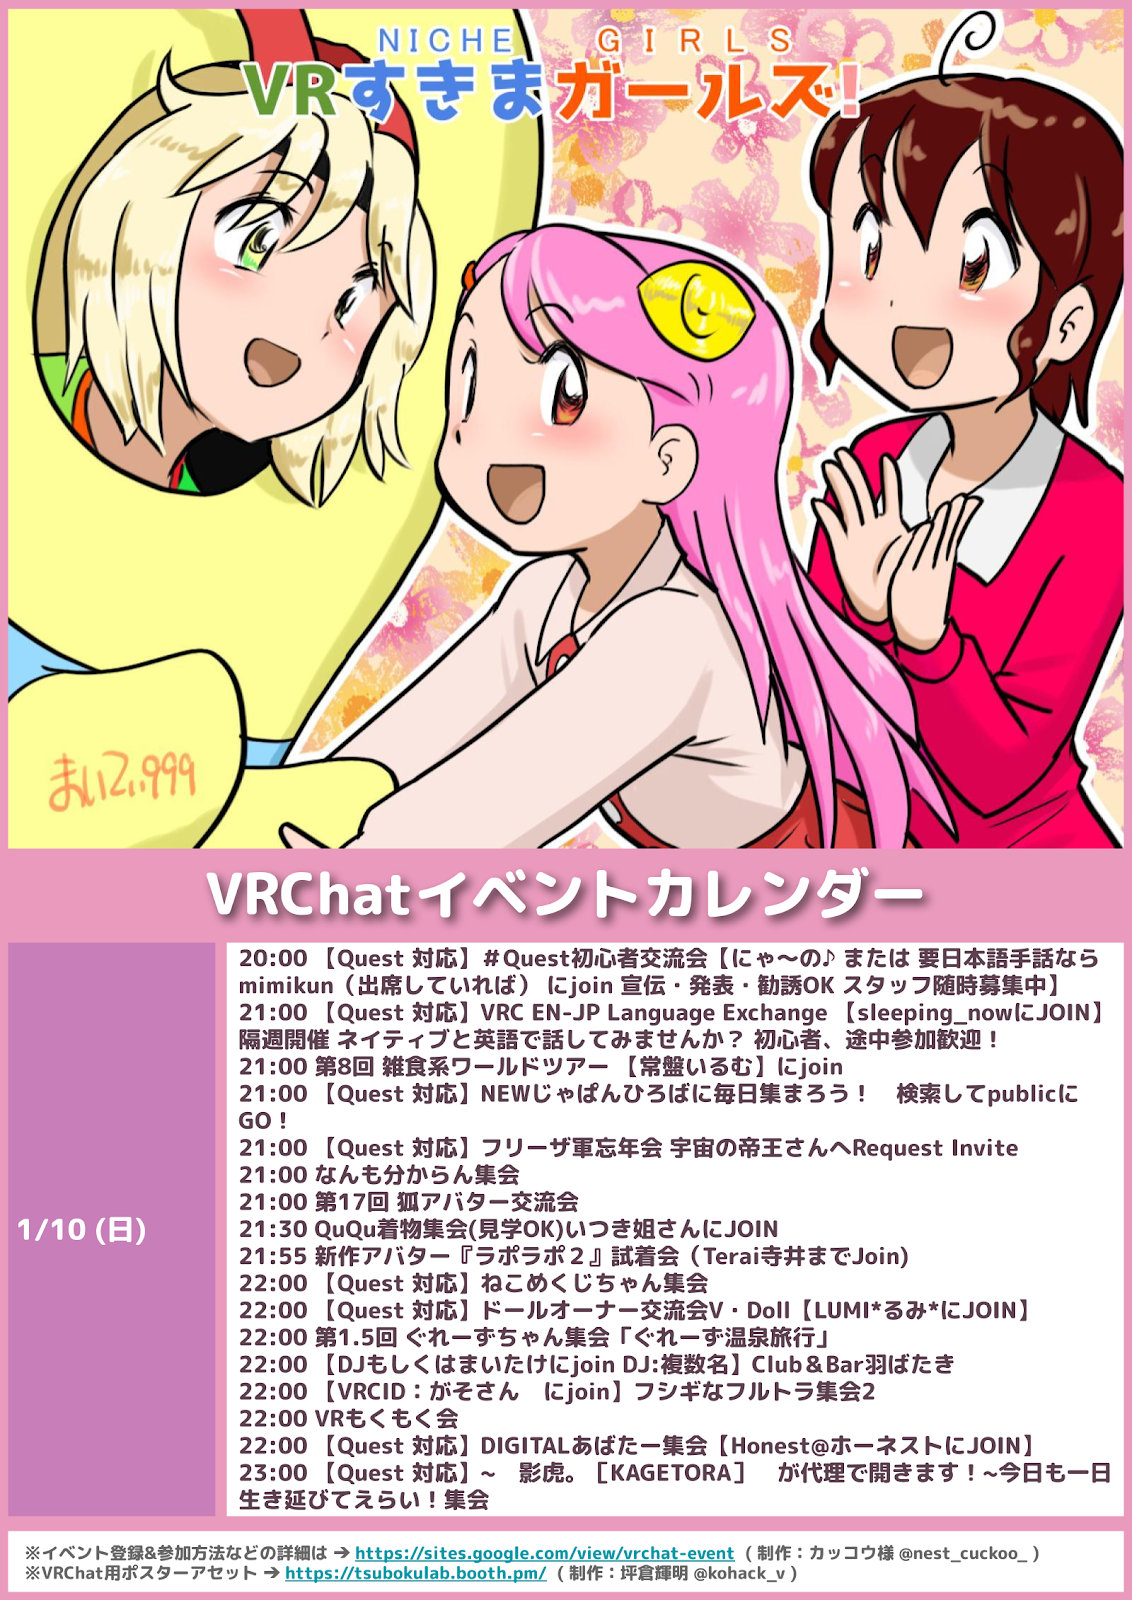 NICHE GIRLS
VRすきまガールズ!
まいてぃ999
VRChatイベントカレンダー
1/10 (日)
20:00 【Quest 対応】＃Quest初心者交流会【にゃ～の♪ または 要日本語手話なら
mimikun（出席していれば） にjoin 宣伝・発表・勧誘OK スタッフ随時募集中】
21:00 【Quest 対応】VRC EN-JP Language Exchange 【sleeping_nowにJOIN】
隔週開催 ネイティブと英語で話してみませんか？ 初心者、途中参加歓迎！
21:00 第8回 雑食系ワールドツアー 【常盤いるむ】にjoin
21:00 【Quest 対応】NEWじゃぱんひろばに毎日集まろう！　検索してpublicに
GO！
21:00 【Quest 対応】フリーザ軍忘年会 宇宙の帝王さんへRequest Invite
21:00 なんも分からん集会
21:00 第17回 狐アバター交流会
21:30 QuQu着物集会(見学OK)いつき姐さんにJOIN
21:55 新作アバター『ラポラポ２』試着会（Terai寺井までJoin)
22:00 【Quest 対応】ねこめくじちゃん集会
22:00 【Quest 対応】ドールオーナー交流会V・Doll【LUMI*るみ*にJOIN】
22:00 第1.5回 ぐれーずちゃん集会「ぐれーず温泉旅行」
22:00 【DJもしくはまいたけにjoin DJ:複数名】Club＆Bar羽ばたき
22:00 【VRCID：がそさん　にjoin】フシギなフルトラ集会2
22:00 VRもくもく会
22:00 【Quest 対応】DIGITALあばたー集会【Honest@ホーネストにJOIN】
23:00 【Quest 対応】~　影虎。［KAGETORA］　が代理で開きます！~今日も一日
生き延びてえらい！集会
※イベント登録&参加方法などの詳細は → https://sites.google.com/view/vrchat-event ( 制作：カッコウ様 @nest_cuckoo_ )
※VRChat用ポスターアセット → https://tsubokulab.booth.pm/ ( 制作：坪倉輝明 @kohack_v )